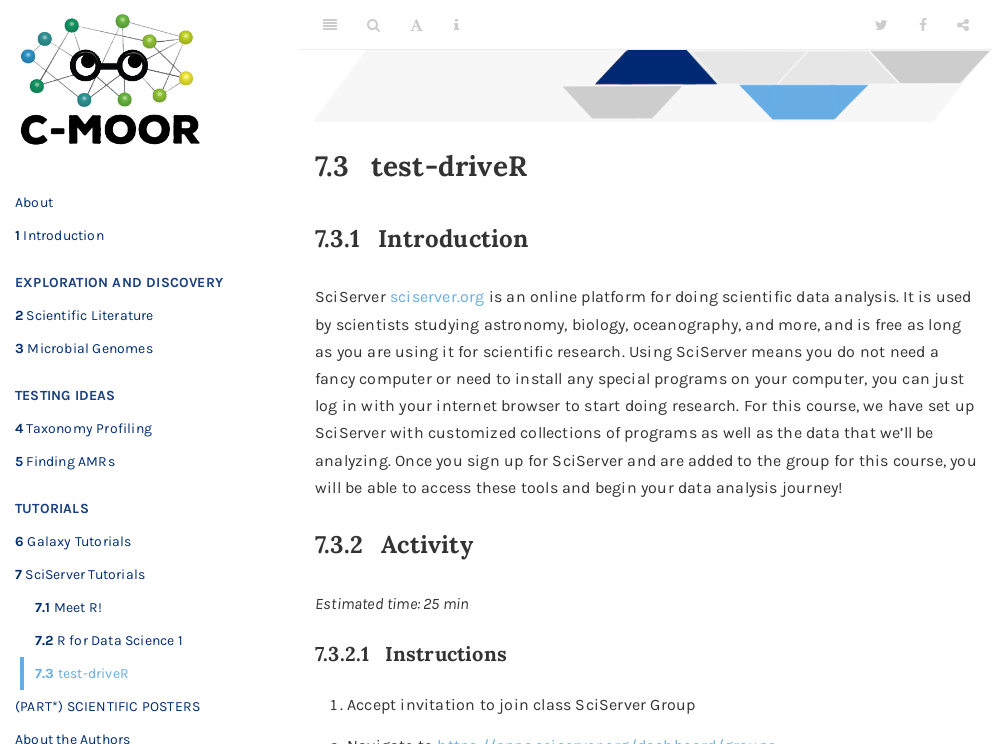 C-MOOR
About
1 Introduction
EXPLORATION AND DISCOVERY
2 Scientific Literature
3 Microbial Genomes
TESTING IDEAS
4 Taxonomy Profiling
5 Finding AMRs
TUTORIALS
6 Galaxy Tutorials
7 SciServer Tutorials
7.1 Meet R!
7.2 R for Data Science 1
7.3 test-driveR
(PART*) SCIENTIFIC POSTERS
About the Authors
7.3 test-driveR
7.3.1 Introduction
SciServer sciserver.org is an online platform for doing scientific data analysis. It is used
by scientists studying astronomy, biology, oceanography, and more, and is free as long
as you are using it for scientific research. Using SciServer means you do not need a
fancy computer or need to install any special programs on your computer, you can just
log in with your internet browser to start doing research. For this course, we have set up
SciServer with customized collections of programs as well as the data that we'll be
analyzing. Once you sign up for SciServer and are added to the group for this course, you
will be able to access these tools and begin your data analysis journey!
7.3.2 Activity
Estimated time: 25 min
7.3.2.1 Instructions
1. Accept invitation to join class SciServer Group
2. Navigate to https://apps.sciserver.org/dashboard/groups